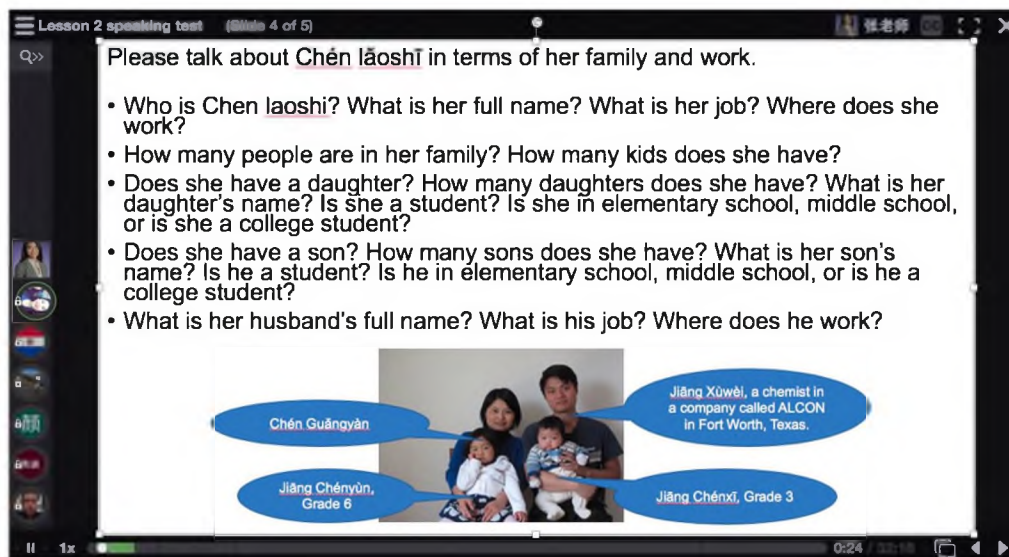 Lesson 2 speaking test (Slide 4 of 5)
张老师
Please talk about Chén lǎoshī in terms of her family and work.
• Who is Chen laoshi? What is her full name? What is her job? Where does she
work?
• How many people are in her family? How many kids does she have?
• Does she have a daughter? How many daughters does she have? What is her
daughter's name? Is she a student? Is she in elementary school, middle school,
or is she a college student?
• Does she have a son? How many sons does she have? What is her son's
name? Is he a student? Is he in elementary school, middle school, or is he a
college student?
• What is her husband's full name? What is his job? Where does he work?
Chén Guāngyàn
Jiāng Xùwèi, a chemist in
a company called ALCON
in Fort Worth, Texas.
Jiāng Chényùn,
Grade 6
Jiāng Chénxī, Grade 3
颜
1x
0:24